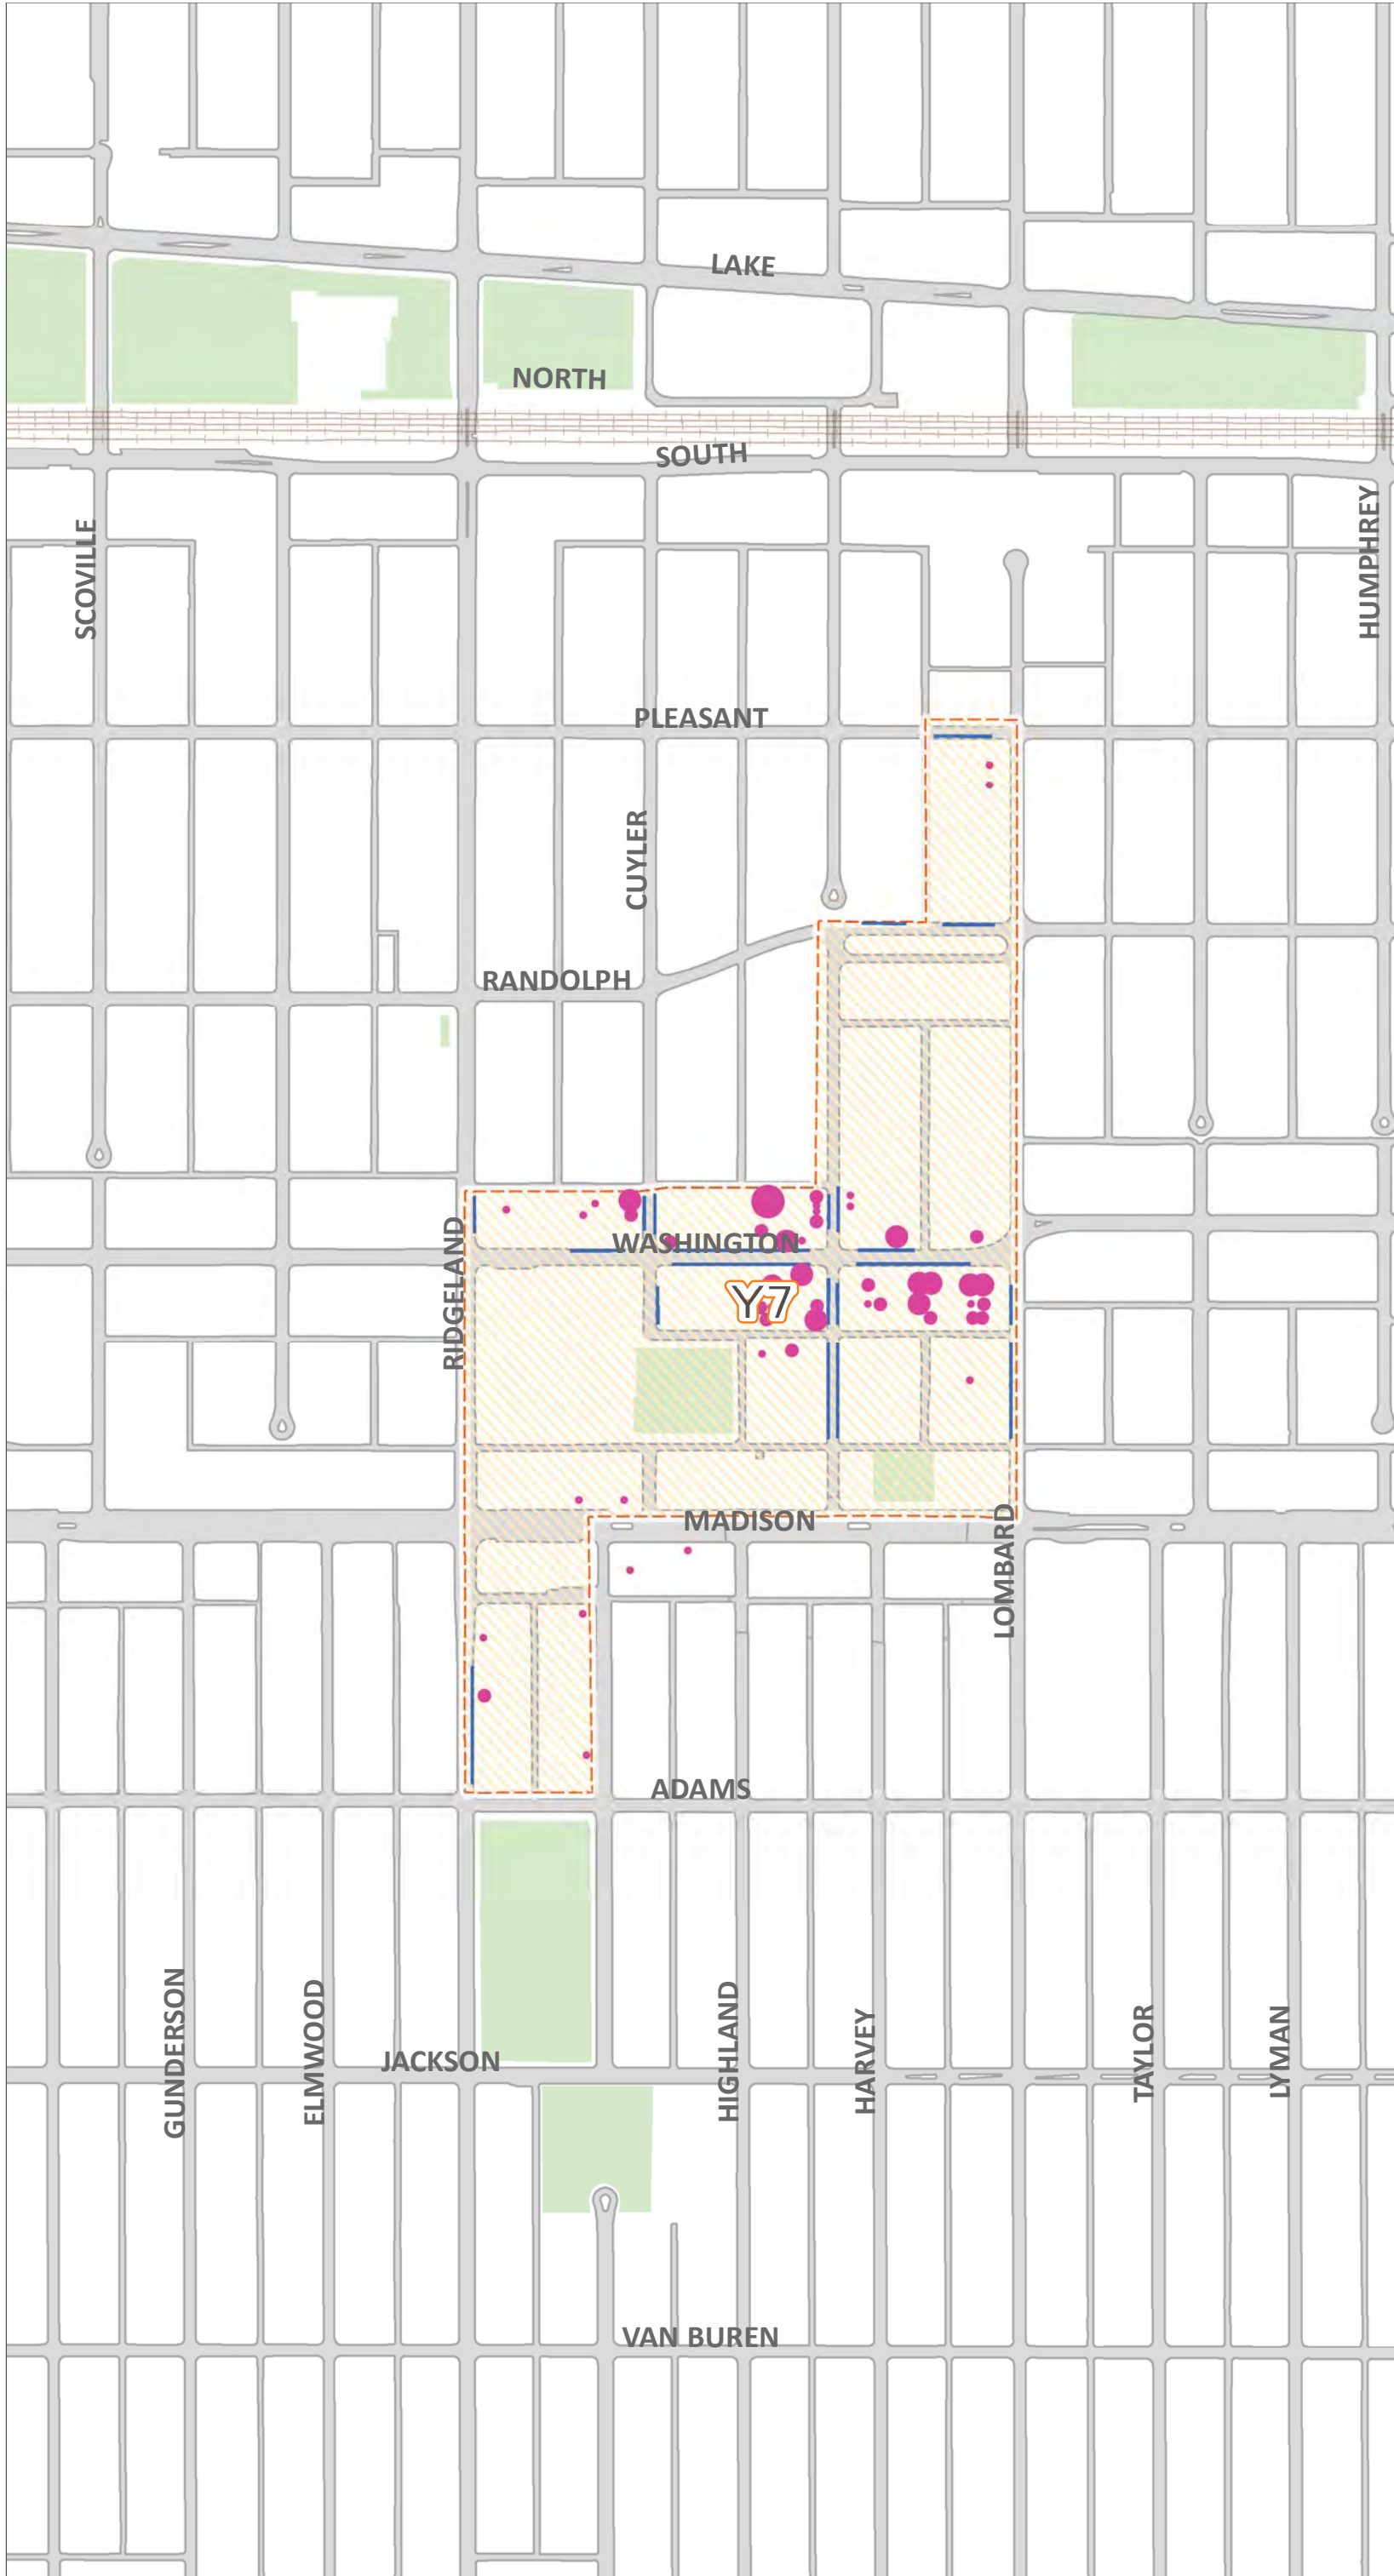 LAKE
NORTH
SOUTH
SCOVILLE
HUMPHREY
PLEASANT
CUYLER
RANDOLPH
WASHINGTON
RIDGELAND
Y7
MADISON
LOMBARD
ADAMS
GUNDERSON
ELMWOOD
JACKSON
HIGHLAND
HARVEY
TAYLOR
LYMAN
VAN BUREN